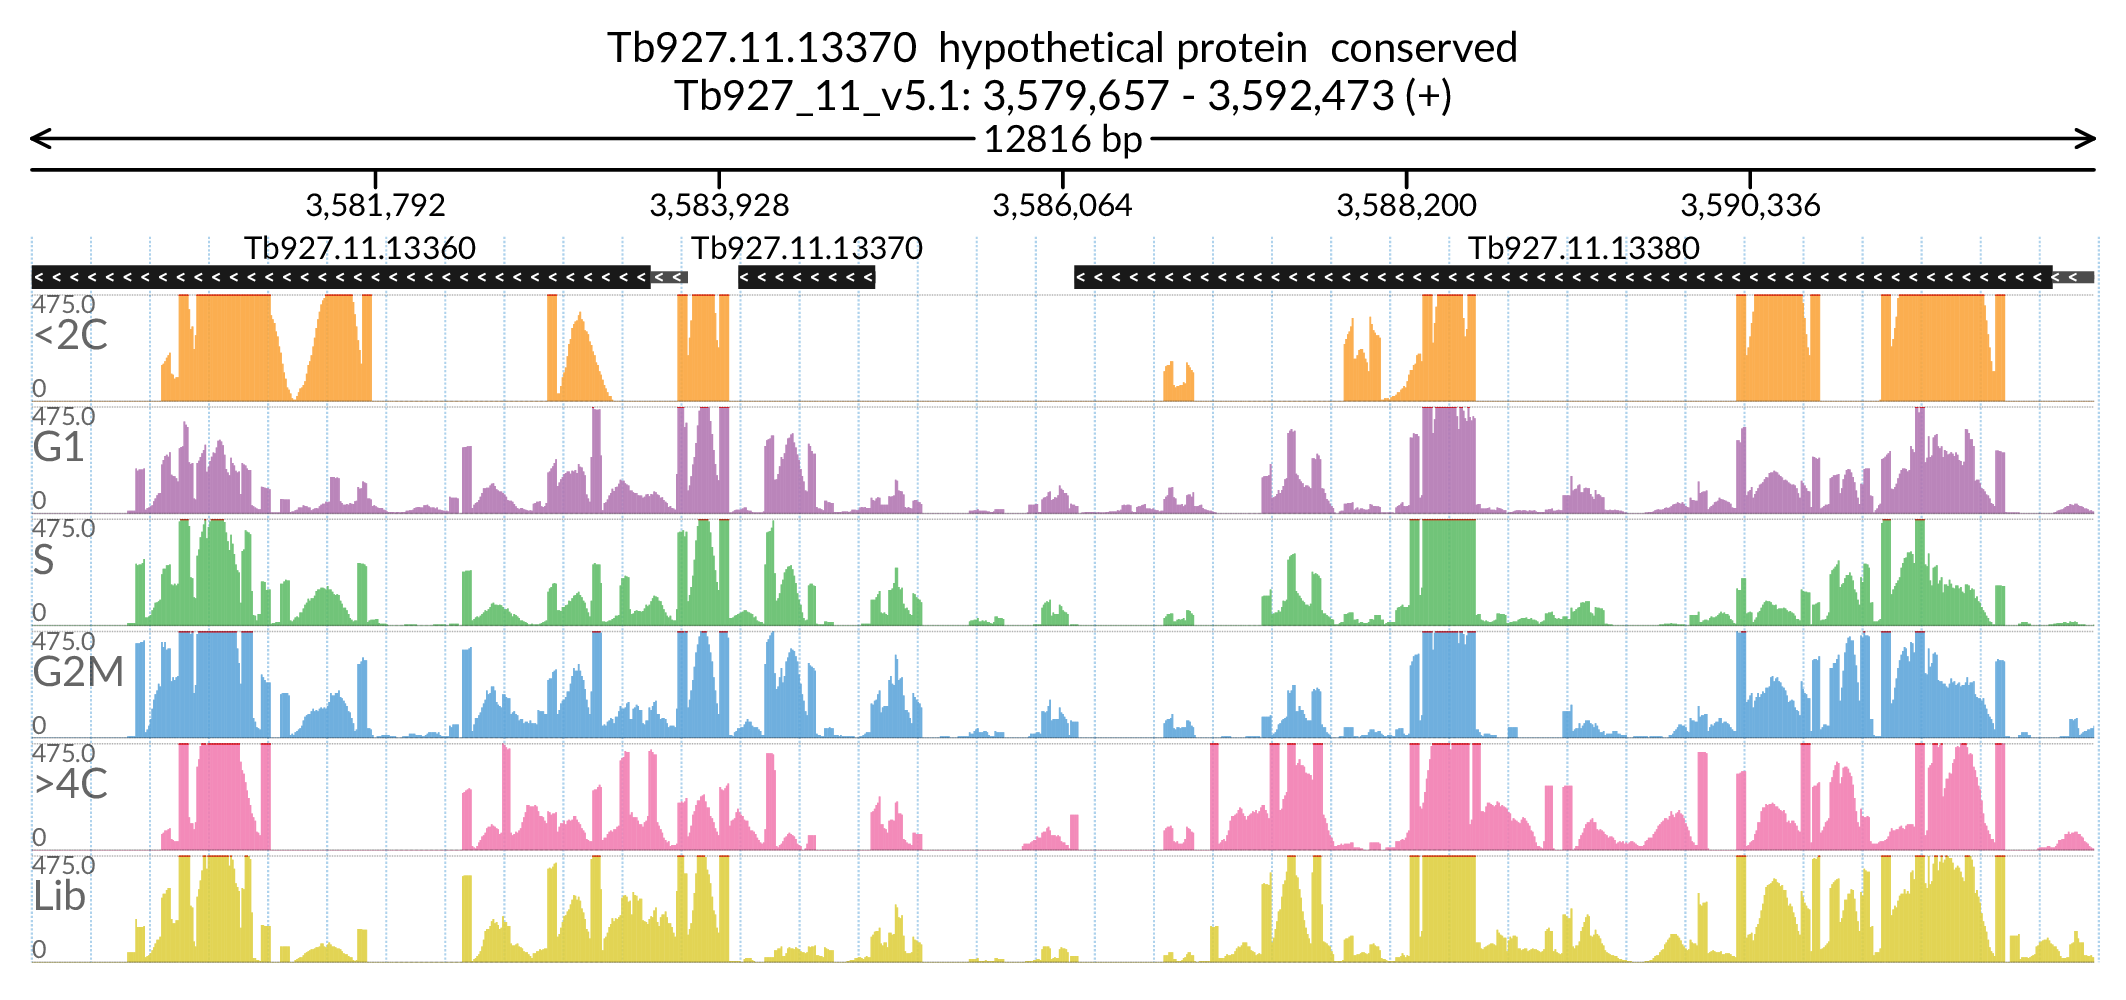 Tb927.11.13370 hypothetical protein conserved
Tb927_11_v5.1: 3,579,657 - 3,592,473 (+)
12816 bp
3,581,792 3,583,928 3,586,064 3,588,200 3,590,336
Tb927.11.13360 Tb927.11.13370 Tb927.11.13380
475.0
<2C
0
475.0
G1
0
475.0
S
0
475.0
G2M
0
475.0
>4C
0
475.0
Lib
0